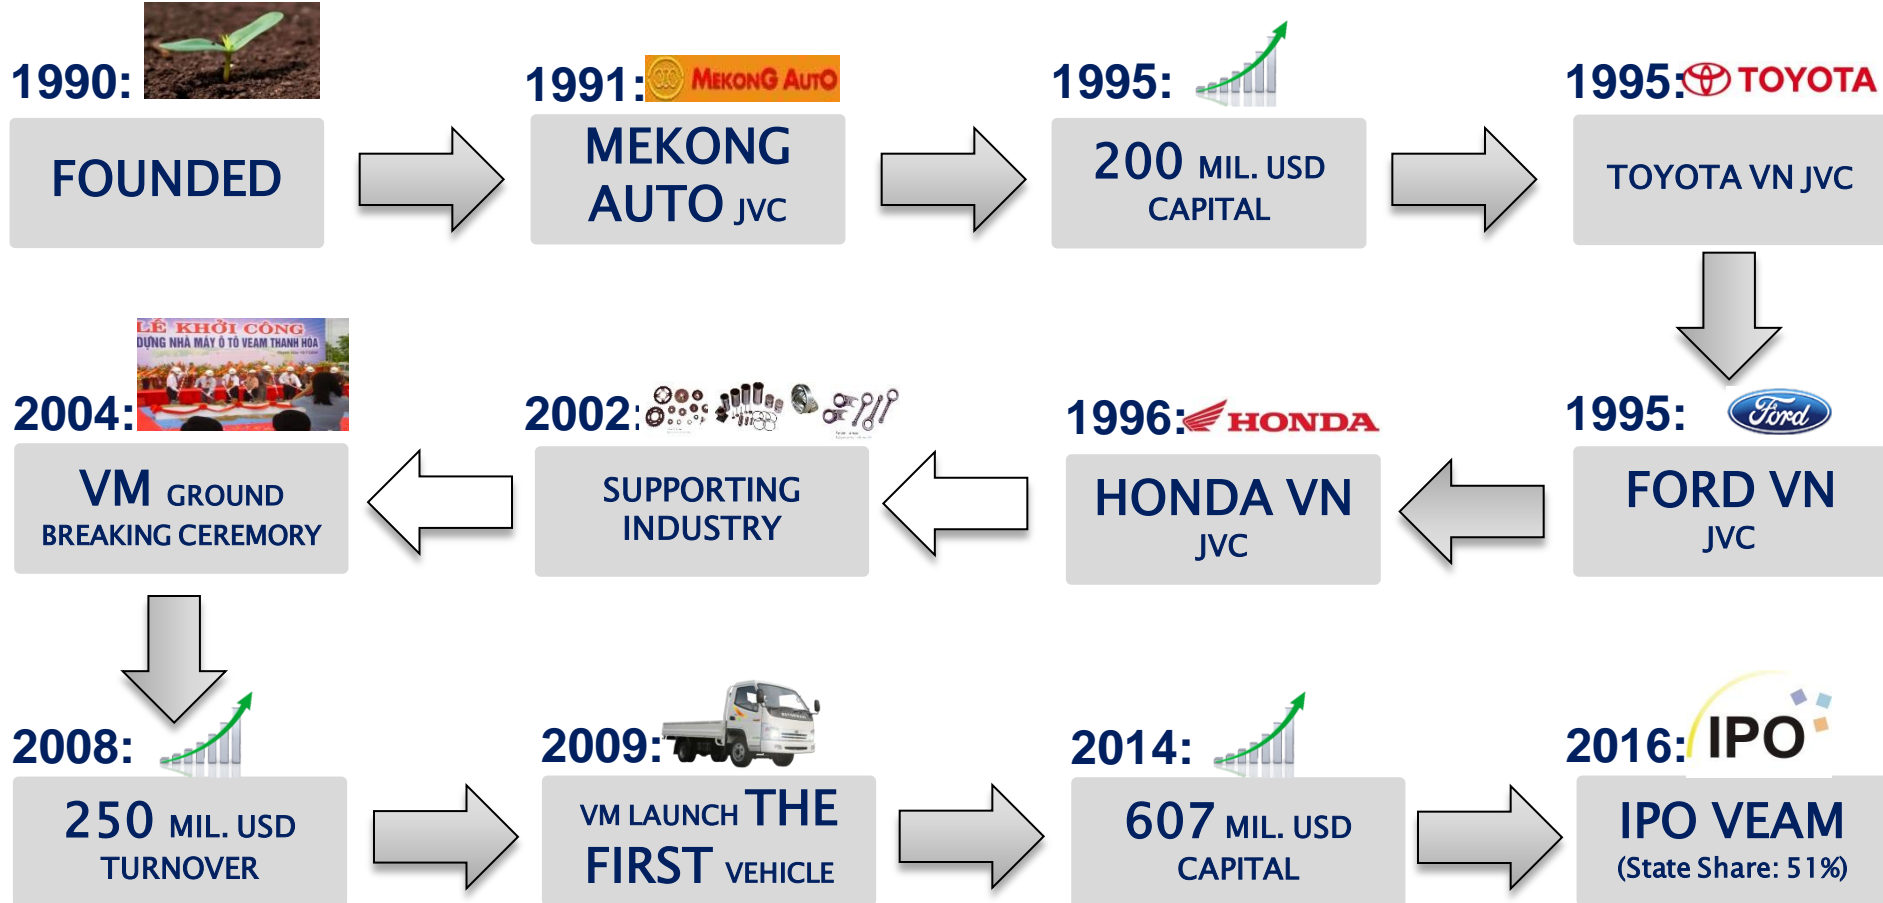 1990:
FOUNDED
1991:
MEKONG AUTO
MEKONG
AUTO JVC
1995:
200 MIL. USD
CAPITAL
1995:
TOYOTA
TOYOTA VN JVC
1995:
Ford
FORD VN
JVC
1996:
HONDA
HONDA VN
JVC
2002:
SUPPORTING
INDUSTRY
2004:
LỄ KHỞI CÔNG
DỰNG NHÀ MÁY Ô TÔ VEAM THANH HÓA
VM GROUND
BREAKING CEREMORY
2008:
250 MIL. USD
TURNOVER
2009:
VM LAUNCH THE
FIRST VEHICLE
2014:
607 MIL. USD
CAPITAL
2016:
IPO
IPO VEAM
(State Share: 51%)